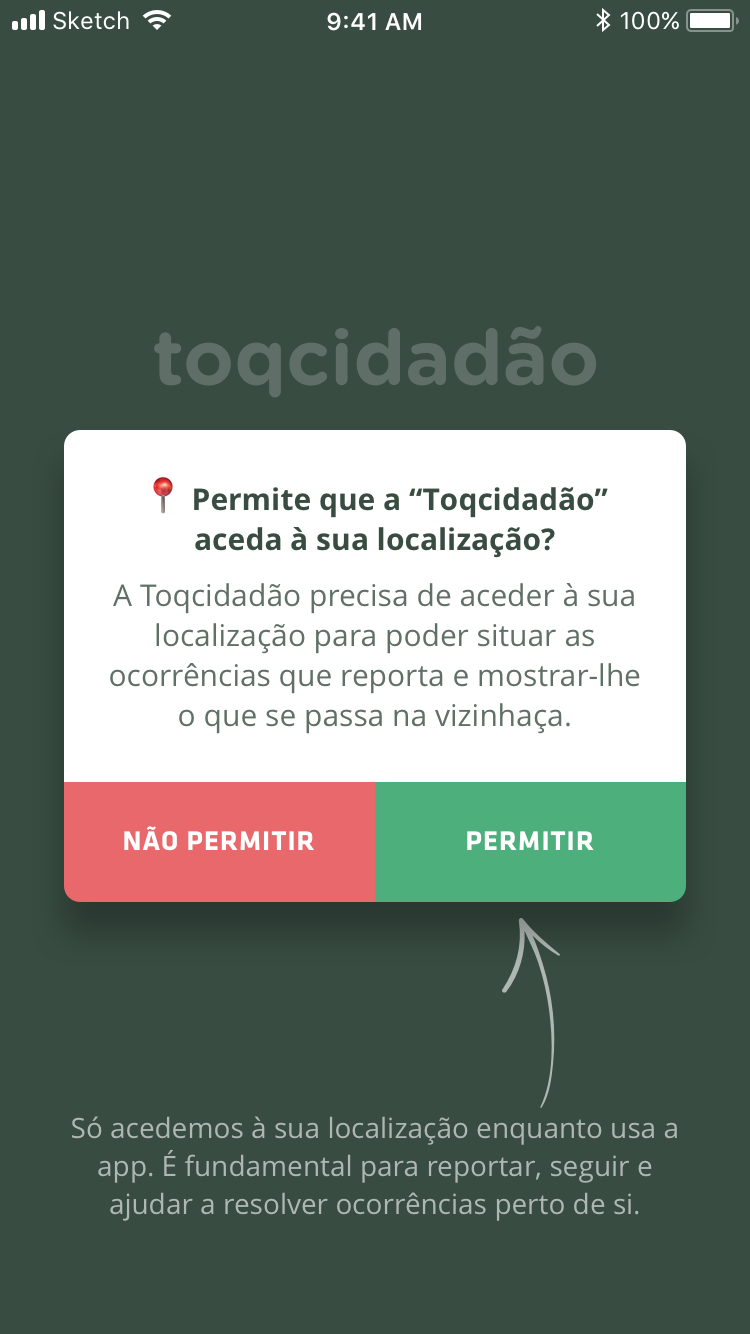 Sketch 9:41 AM 100%
toqcidadão
Permite que a “Toqcidadão”
aceda à sua localização?
A Toqcidadão precisa de aceder à sua
localização para poder situar as
ocorrências que reporta e mostrar-lhe
o que se passa na vizinhaça.
NÃO PERMITIR PERMITIR
Só acedemos à sua localização enquanto usa a
app. É fundamental para reportar, seguir e
ajudar a resolver ocorrências perto de si.